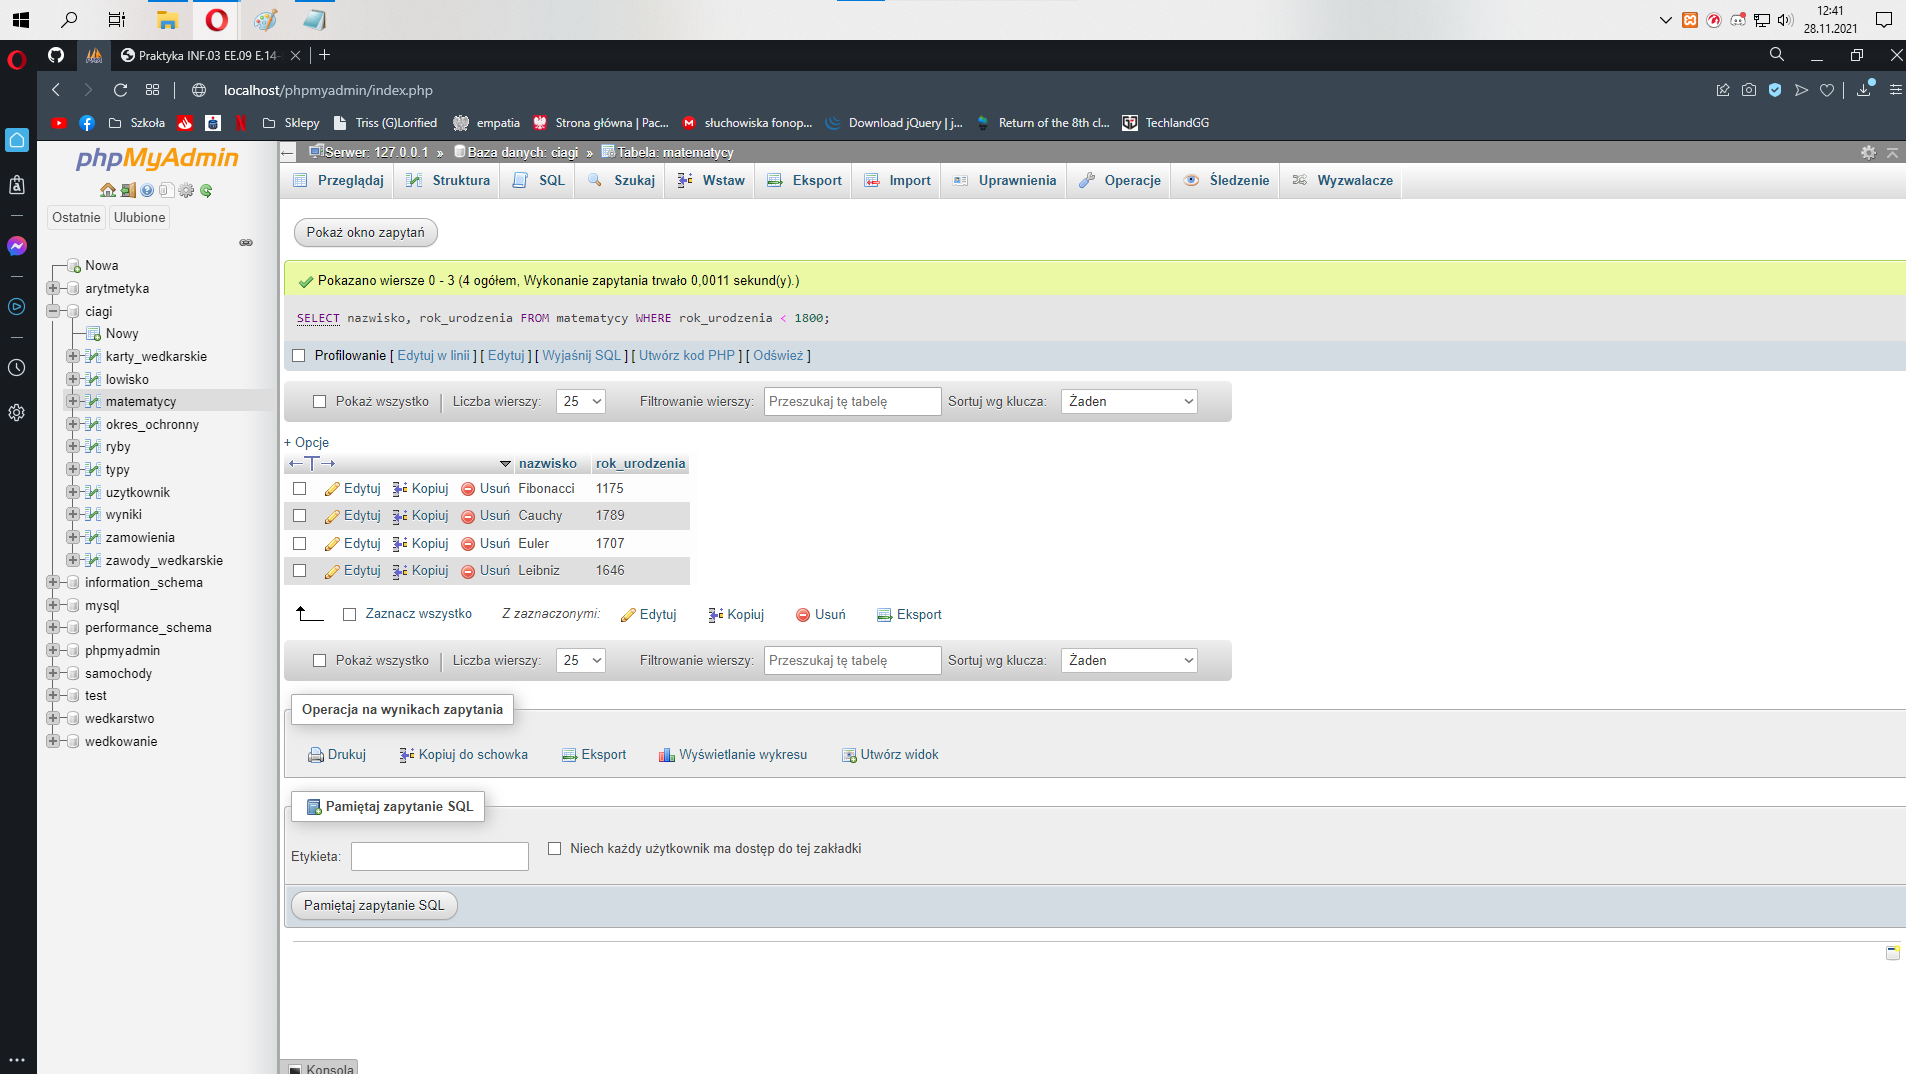 12:41
28.11.2021
Praktyka INF.03 EE.09 E.14-
localhost/phpmyadmin/index.php
Szkoła
Sklepy
Triss (G)Lorified
empatia
Strona główna | Pac...
słuchowiska fonop...
Download jQuery | j...
Return of the 8th cl...
TechlandGG
phpMyAdmin
Ostatnie
Ulubione
Nowa
arytmetyka
ciagi
Nowy
karty_wedkarskie
lowisko
matematycy
okres_ochronny
ryby
typy
uzytkownik
wyniki
zamowienia
zawody_wedkarskie
information_schema
mysql
performance_schema
phpmyadmin
samochody
test
wedkarstwo
wedkowanie
Serwer: 127.0.0.1 » Baza danych: ciagi » Tabela: matematycy
Przeglądaj Struktura SQL Szukaj Wstaw Eksport Import Uprawnienia Operacje Śledzenie Wyzwalacze
Pokaż okno zapytań
Pokazano wiersze 0 - 3 (4 ogółem, Wykonanie zapytania trwało 0,0011 sekund(y).)
SELECT nazwisko, rok_urodzenia FROM matematycy WHERE rok_urodzenia < 1800;
Profilowanie [ Edytuj w linii ] [ Edytuj ] [ Wyjaśnij SQL ] [ Utwórz kod PHP ] [ Odśwież ]
Pokaż wszystko | Liczba wierszy: 25 Filtrowanie wierszy: Przeszukaj tę tabelę Sortuj wg klucza: Żaden
+ Opcje
←T→ nazwisko rok_urodzenia
Edytuj Kopiuj Usuń Fibonacci 1175
Edytuj Kopiuj Usuń Cauchy 1789
Edytuj Kopiuj Usuń Euler 1707
Edytuj Kopiuj Usuń Leibniz 1646
Zaznacz wszystko Z zaznaczonymi: Edytuj Kopiuj Usuń Eksport
Pokaż wszystko | Liczba wierszy: 25 Filtrowanie wierszy: Przeszukaj tę tabelę Sortuj wg klucza: Żaden
Operacja na wynikach zapytania
Drukuj Kopiuj do schowka Eksport Wyświetlanie wykresu Utwórz widok
Pamiętaj zapytanie SQL
Etykieta: Niech każdy użytkownik ma dostęp do tej zakładki
Pamiętaj zapytanie SQL
Konsola